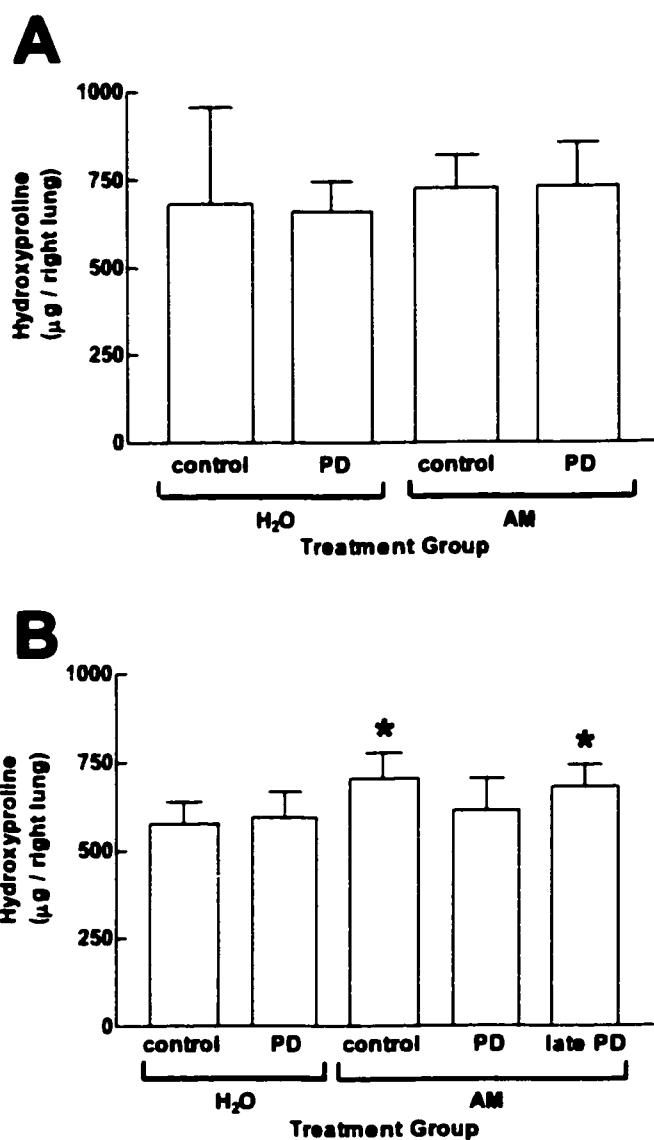 A
1000
750
500
250
0
Hydroxyproline
(µg / right lung)
control PD control PD
H₂O AM
Treatment Group
B
1000
750
500
250
0
Hydroxyproline
(µg / right lung)
* *
control PD control PD late PD
H₂O AM
Treatment Group